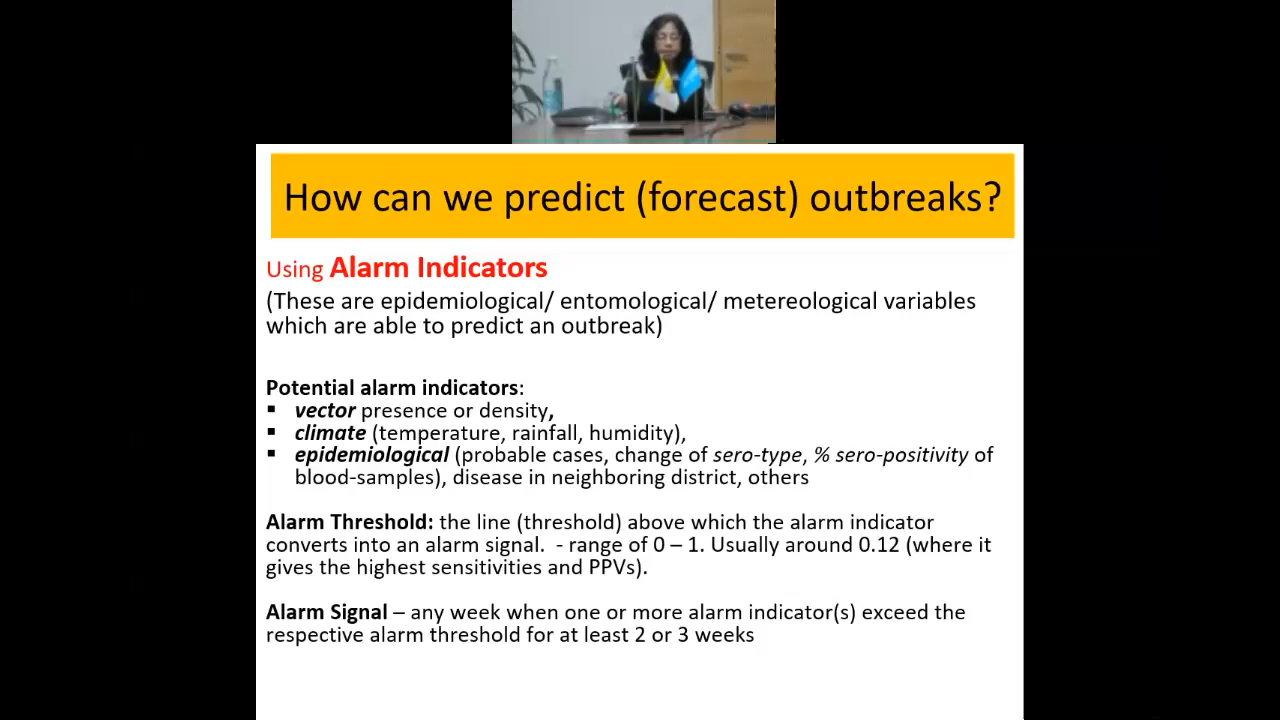 How can we predict (forecast) outbreaks?
Using Alarm Indicators
(These are epidemiological/ entomological/ metereological variables
which are able to predict an outbreak)
Potential alarm indicators:
▪ vector presence or density,
▪ climate (temperature, rainfall, humidity),
▪ epidemiological (probable cases, change of sero-type, % sero-positivity of
blood-samples), disease in neighboring district, others
Alarm Threshold: the line (threshold) above which the alarm indicator
converts into an alarm signal. - range of 0 – 1. Usually around 0.12 (where it
gives the highest sensitivities and PPVs).
Alarm Signal – any week when one or more alarm indicator(s) exceed the
respective alarm threshold for at least 2 or 3 weeks